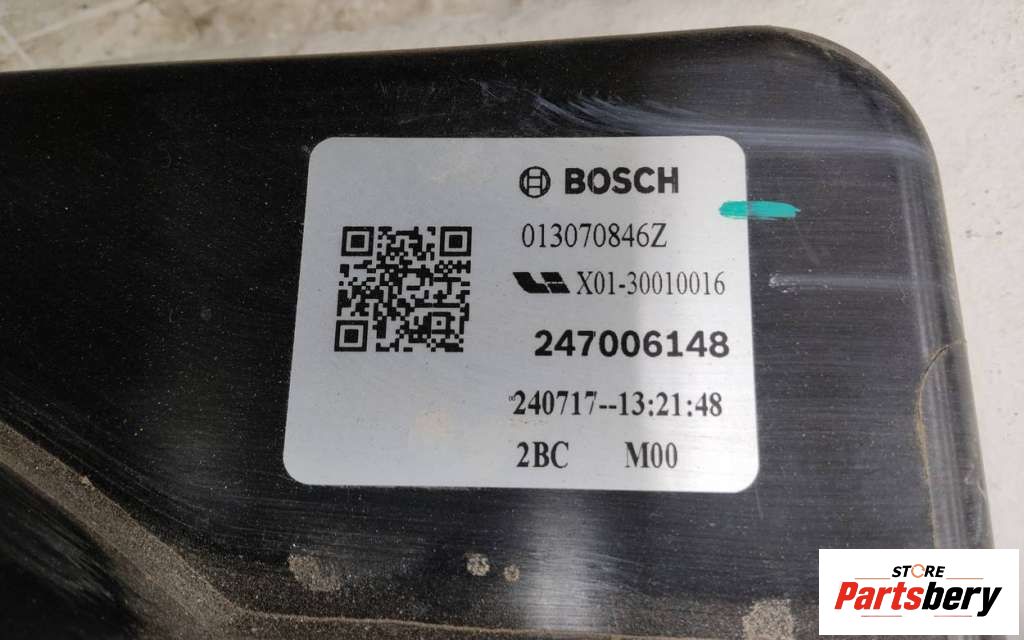 BOSCH
013070846Z
X01-30010016
247006148
240717--13:21:48
2BC M00
STORE
Partsbery